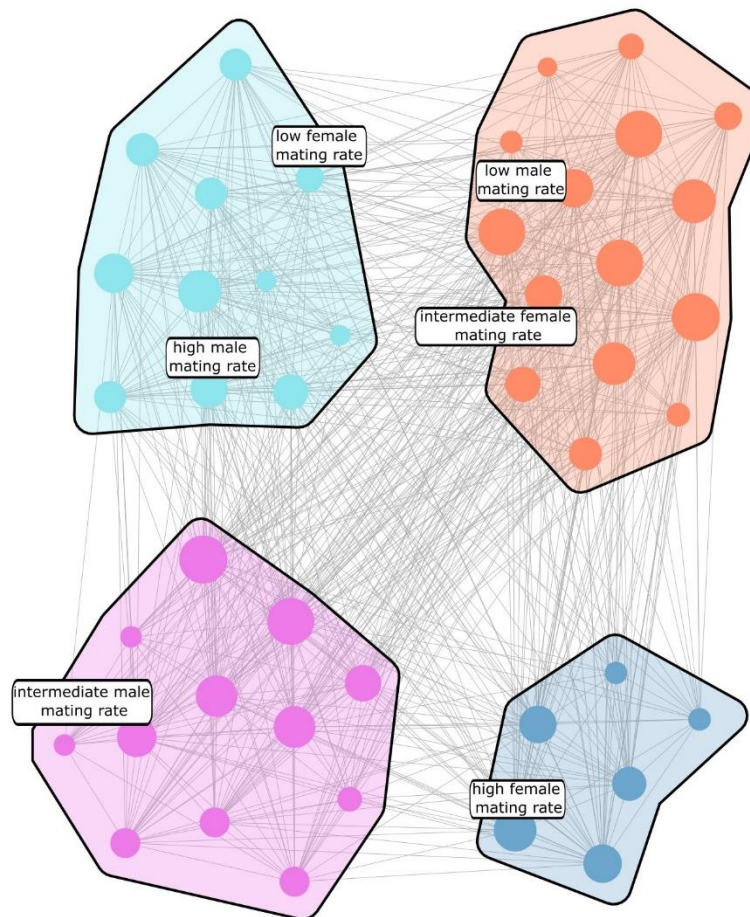 low female
mating rate
low male
mating rate
intermediate female
mating rate
high male
mating rate
intermediate male
mating rate
high female
mating rate